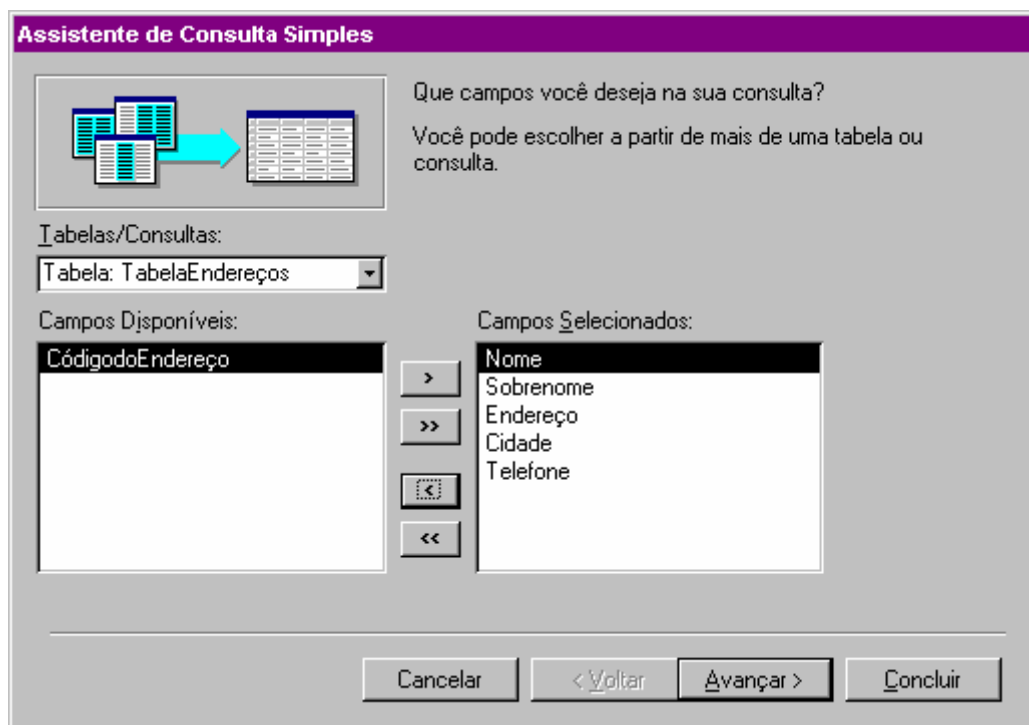 Assistente de Consulta Simples
Que campos você deseja na sua consulta?
Você pode escolher a partir de mais de uma tabela ou
consulta.
Tabelas/Consultas:
Tabela: TabelaEndereços
Campos Disponíveis:
CódigodoEndereço
>
>>
<
<<
Campos Selecionados:
Nome
Sobrenome
Endereço
Cidade
Telefone
Cancelar
< Voltar
Avançar >
Concluir